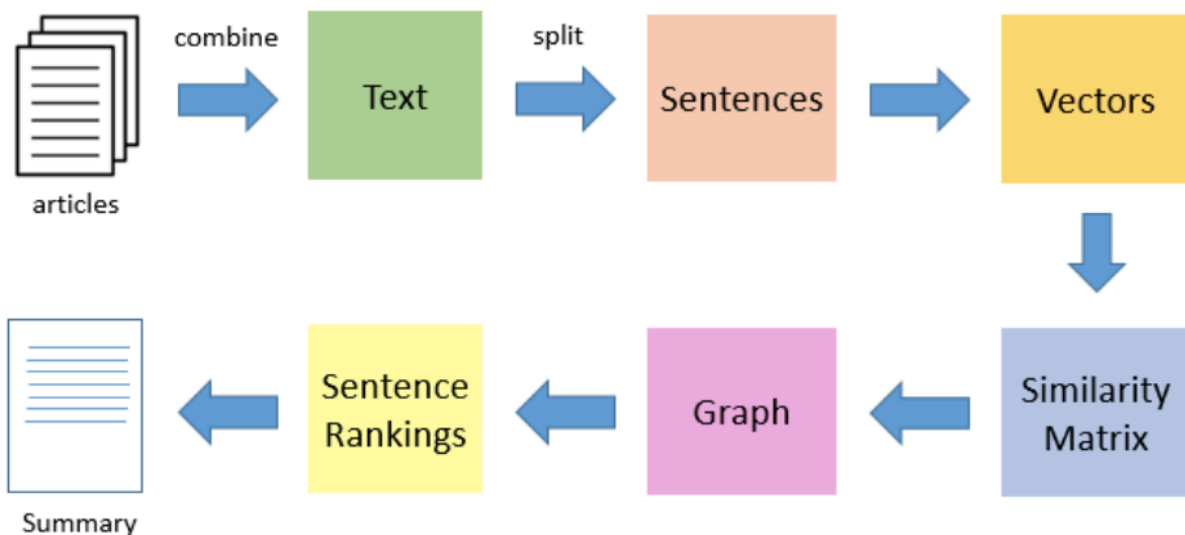 combine
split
Text
Sentences
Vectors
articles
Similarity
Matrix
Graph
Sentence
Rankings
Summary